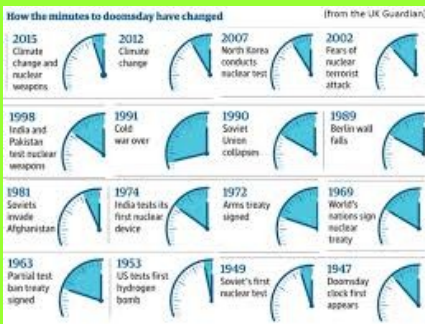 How the minutes to doomsday have changed
(from the UK Guardian)
2015
Climate
change and
nuclear
weapons
2012
Climate
change
2007
North Korea
conducts
nuclear test
2002
Fears of
nuclear
terrorist
attack
1998
India and
Pakistan
test nuclear
weapons
1991
Cold
war over
1990
Soviet
Union
collapses
1989
Berlin wall
falls
1981
Soviets
invade
Afghanistan
1974
India tests its
first nuclear
device
1972
Arms treaty
signed
1969
World's
nations sign
nuclear
treaty
1963
Partial test
ban treaty
signed
1953
US tests first
hydrogen
bomb
1949
Soviet's first
nuclear test
1947
Doomsday
clock first
appears